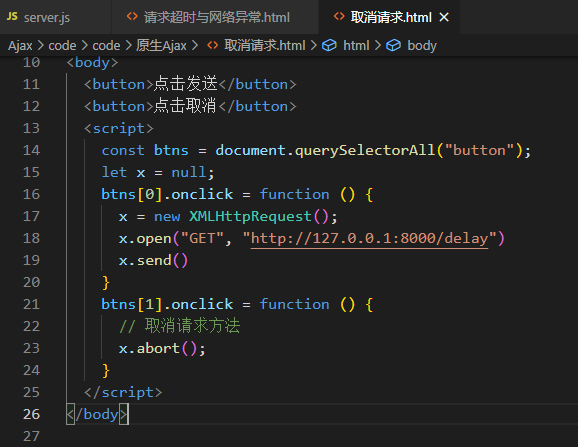 JS server.js <> 请求超时与网络异常.html <> 取消请求.html ×
Ajax > code > code > 原生Ajax > <> 取消请求.html > html > body
10 <body>
11 <button>点击发送</button>
12 <button>点击取消</button>
13 <script>
14 const btns = document.querySelectorAll("button");
15 let x = null;
16 btns[0].onclick = function () {
17 x = new XMLHttpRequest();
18 x.open("GET", "http://127.0.0.1:8000/delay")
19 x.send()
20 }
21 btns[1].onclick = function () {
22 // 取消请求方法
23 x.abort();
24 }
25 </script>
26 </body>
27